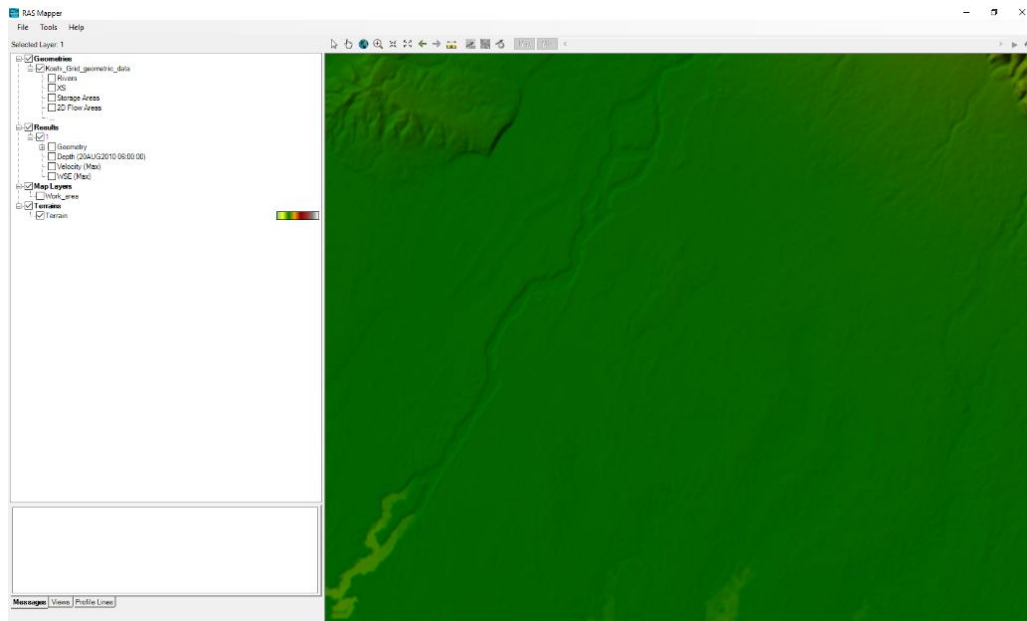 RAS Mapper
File Tools Help
Selected Layer: 1
Geometries
Koshi_Grid_geometric_data
Rivers
XS
Storage Areas
2D Flow Areas
...
Results
1
Geometry
Depth (20AUG2010 06:00:00)
Velocity (Max)
WSE (Max)
Map Layers
Work_area
Terrains
Terrain
Max Min
Messages Views Profile Lines